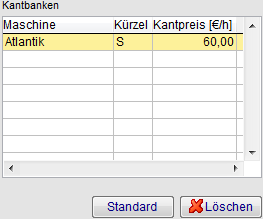 Kantbanken
Maschine Kürzel Kantpreis [€/h]
Atlantik S 60,00
Standard Löschen